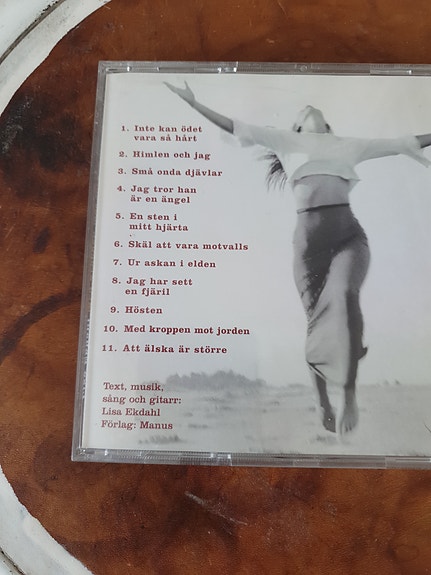 1. Inte kan ödet
vara så hårt
2. Himlen och jag
3. Små onda djävlar
4. Jag tror han
är en ängel
5. En sten i
mitt hjärta
6. Skäl att vara motvalls
7. Ur askan i elden
8. Jag har sett
en fjäril
9. Hösten
10. Med kroppen mot jorden
11. Att älska är större
Text, musik,
sång och gitarr:
Lisa Ekdahl
Förlag: Manus